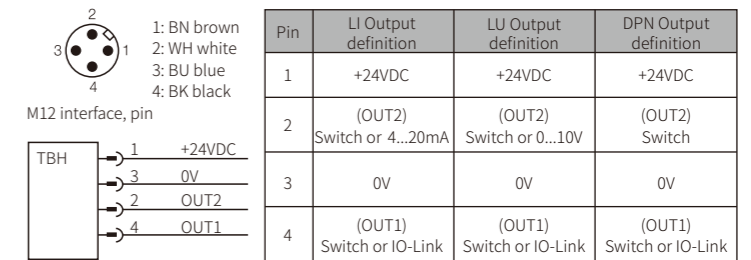 2
3
1
4
1: BN brown
2: WH white
3: BU blue
4: BK black
M12 interface, pin
TBH
1 +24VDC
3 0V
2 OUT2
4 OUT1
Pin LI Output definition LU Output definition DPN Output definition
1 +24VDC +24VDC +24VDC
2 (OUT2) Switch or 4...20mA (OUT2) Switch or 0...10V (OUT2) Switch
3 0V 0V 0V
4 (OUT1) Switch or IO-Link (OUT1) Switch or IO-Link (OUT1) Switch or IO-Link